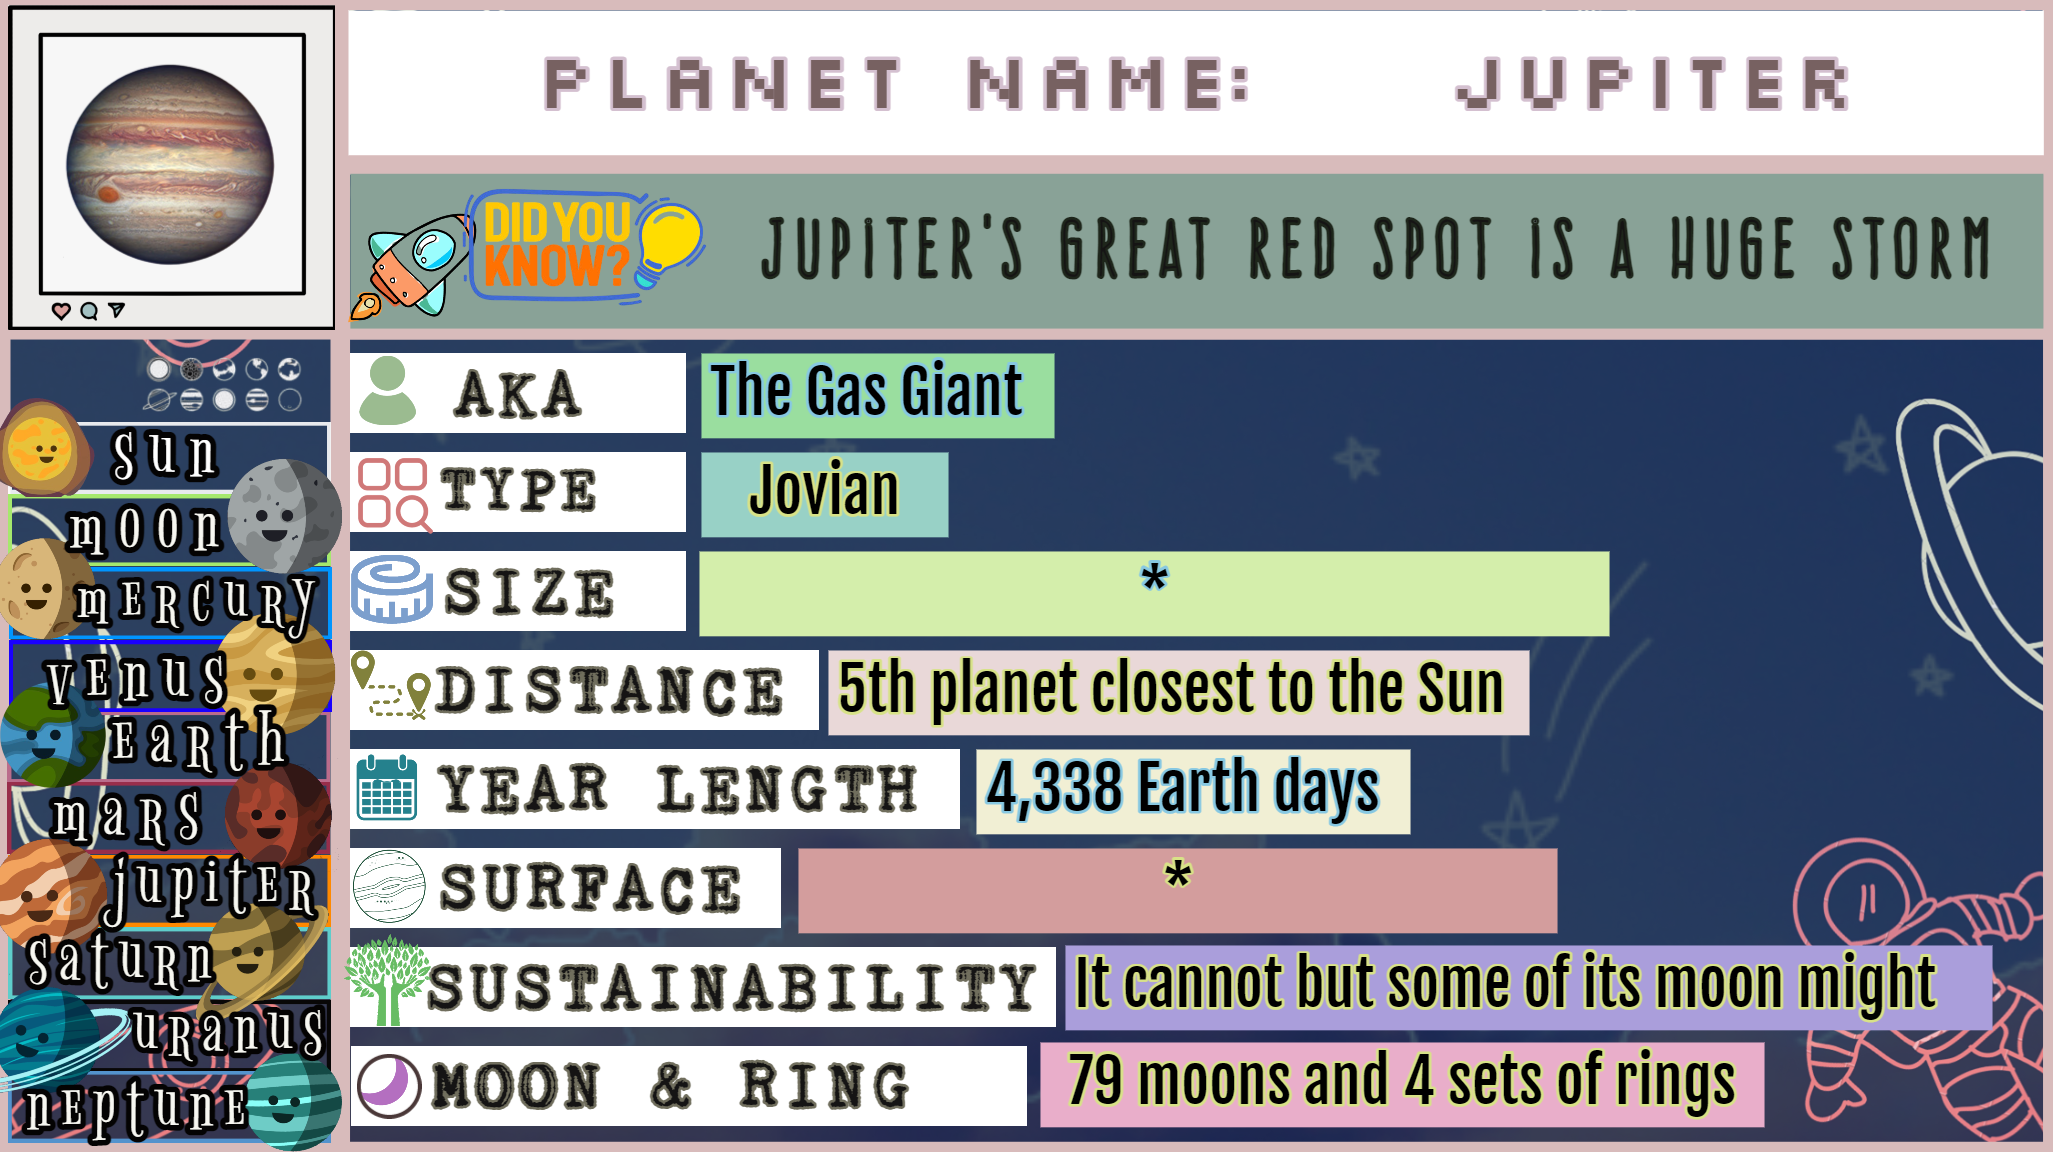 PLANET NAME: JUPITER
DID YOU
KNOW?
JUPITER'S GREAT RED SPOT IS A HUGE STORM
AKA The Gas Giant
TYPE Jovian
SIZE *
DISTANCE 5th planet closest to the Sun
YEAR LENGTH 4,338 Earth days
SURFACE *
SUSTAINABILITY It cannot but some of its moon might
MOON & RING 79 moons and 4 sets of rings
sun
moon
mERcuRy
vEnus
EaRth
maRs
jupitER
satuRn
uRanus
nEptunE